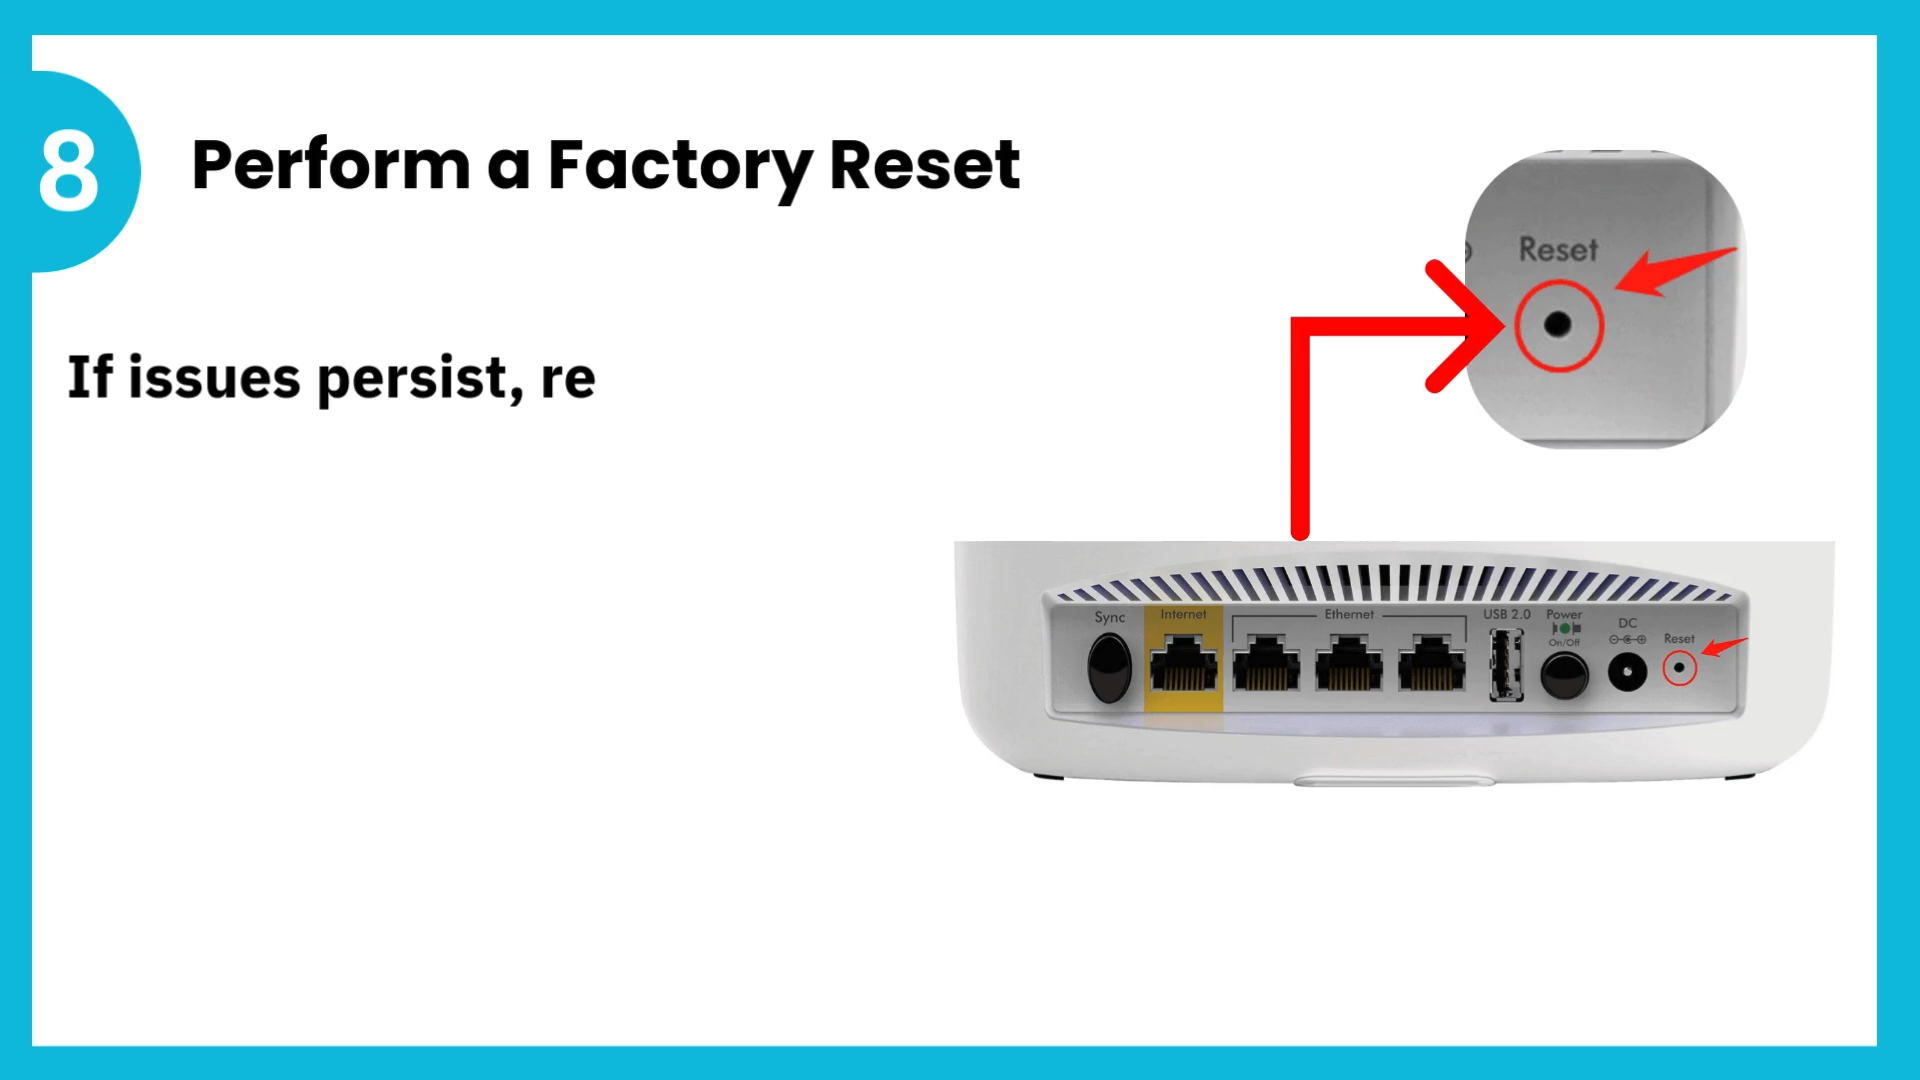 8
Perform a Factory Reset
Reset
If issues persist, re
Sync
Internet
Ethernet
USB 2.0
Power
On/Off
DC
Reset